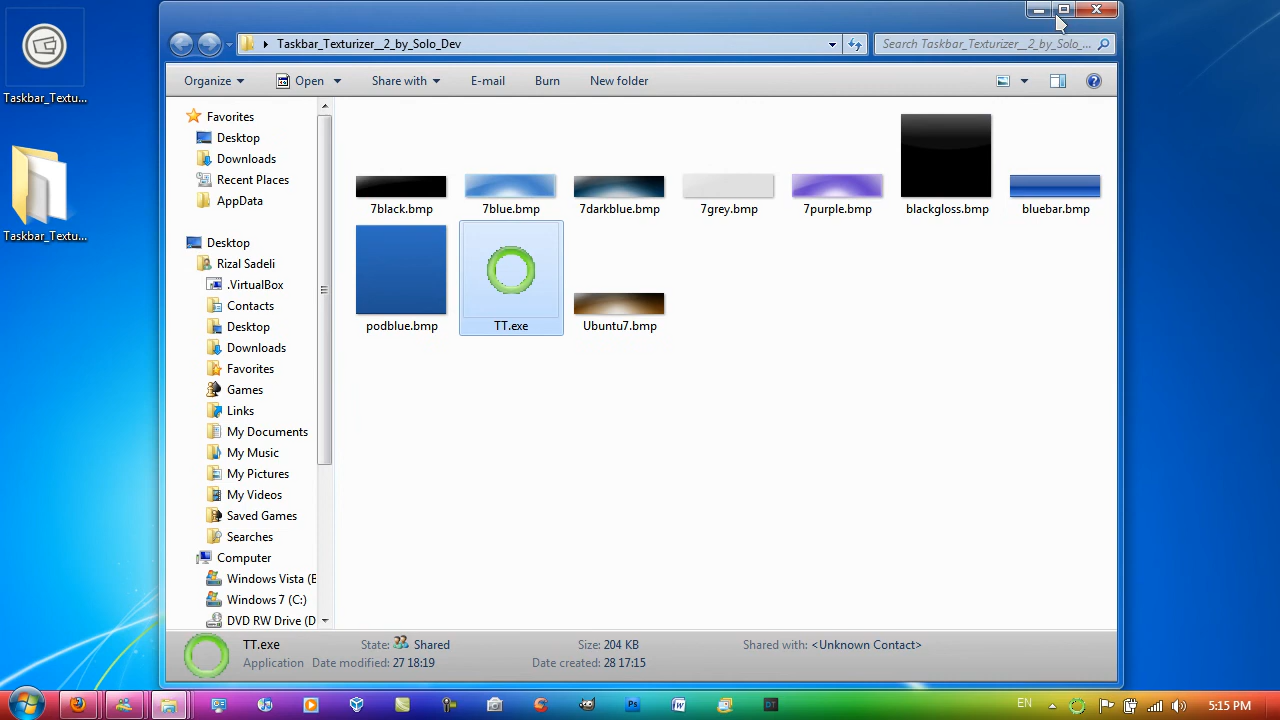 Taskbar_Textu...
Taskbar_Textu...
Taskbar_Texturizer__2_by_Solo_Dev
Search Taskbar_Texturizer__2_by_Solo_...
Organize
Open
Share with
E-mail
Burn
New folder
Favorites
Desktop
Downloads
Recent Places
AppData
Desktop
Rizal Sadeli
.VirtualBox
Contacts
Desktop
Downloads
Favorites
Games
Links
My Documents
My Music
My Pictures
My Videos
Saved Games
Searches
Computer
Windows Vista (E
Windows 7 (C:)
DVD RW Drive (D
7black.bmp
7blue.bmp
7darkblue.bmp
7grey.bmp
7purple.bmp
blackgloss.bmp
bluebar.bmp
podblue.bmp
TT.exe
Ubuntu7.bmp
TT.exe
State: Shared
Size: 204 KB
Shared with: <Unknown Contact>
Application
Date modified: 27 18:19
Date created: 28 17:15
Ps
W
DT
EN
5:15 PM